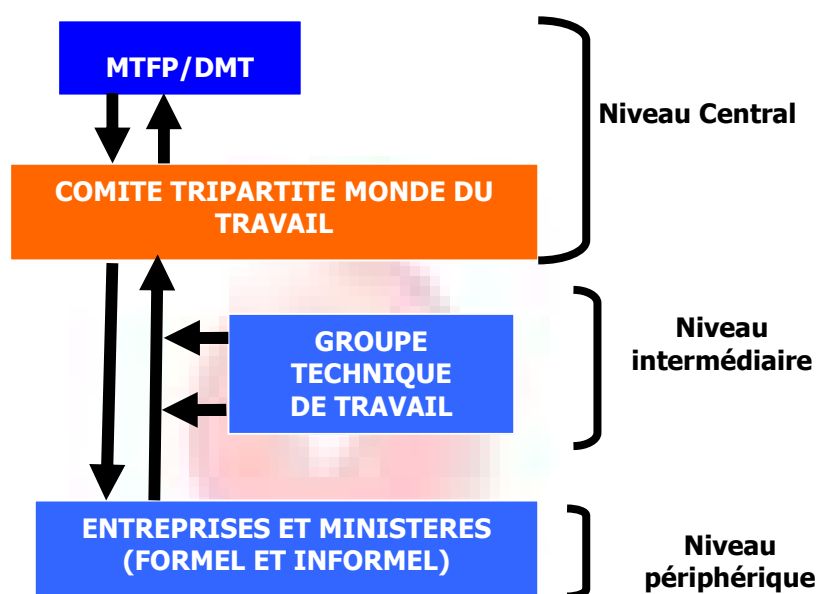 MTFP/DMT
Niveau Central
COMITE TRIPARTITE MONDE DU
TRAVAIL
GROUPE
TECHNIQUE
DE TRAVAIL
Niveau
intermédiaire
ENTREPRISES ET MINISTERES
(FORMEL ET INFORMEL)
Niveau
périphérique